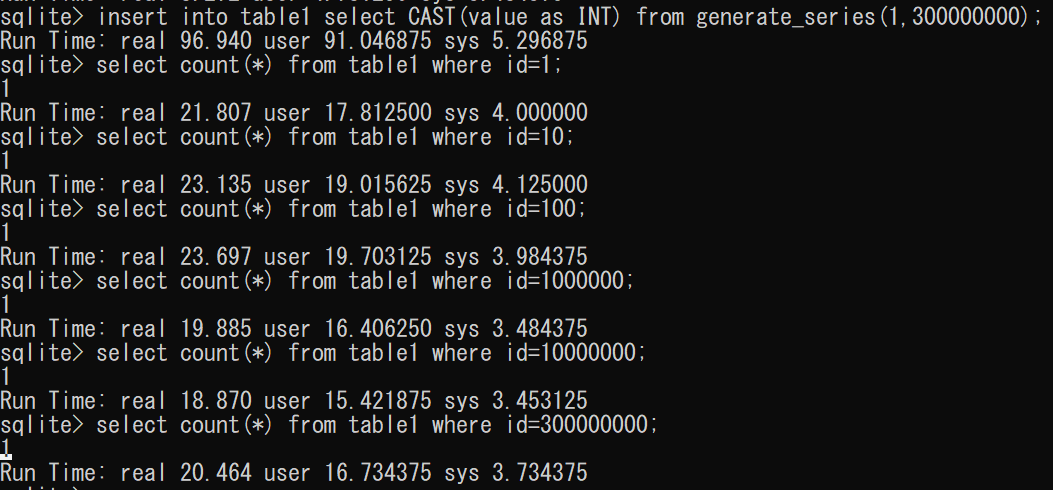 sqlite> insert into table1 select CAST(value as INT) from generate_series(1,300000000);
Run Time: real 96.940 user 91.046875 sys 5.296875
sqlite> select count(*) from table1 where id=1;
1
Run Time: real 21.807 user 17.812500 sys 4.000000
sqlite> select count(*) from table1 where id=10;
1
Run Time: real 23.135 user 19.015625 sys 4.125000
sqlite> select count(*) from table1 where id=100;
1
Run Time: real 23.697 user 19.703125 sys 3.984375
sqlite> select count(*) from table1 where id=1000000;
1
Run Time: real 19.885 user 16.406250 sys 3.484375
sqlite> select count(*) from table1 where id=10000000;
1
Run Time: real 18.870 user 15.421875 sys 3.453125
sqlite> select count(*) from table1 where id=300000000;
1
Run Time: real 20.464 user 16.734375 sys 3.734375